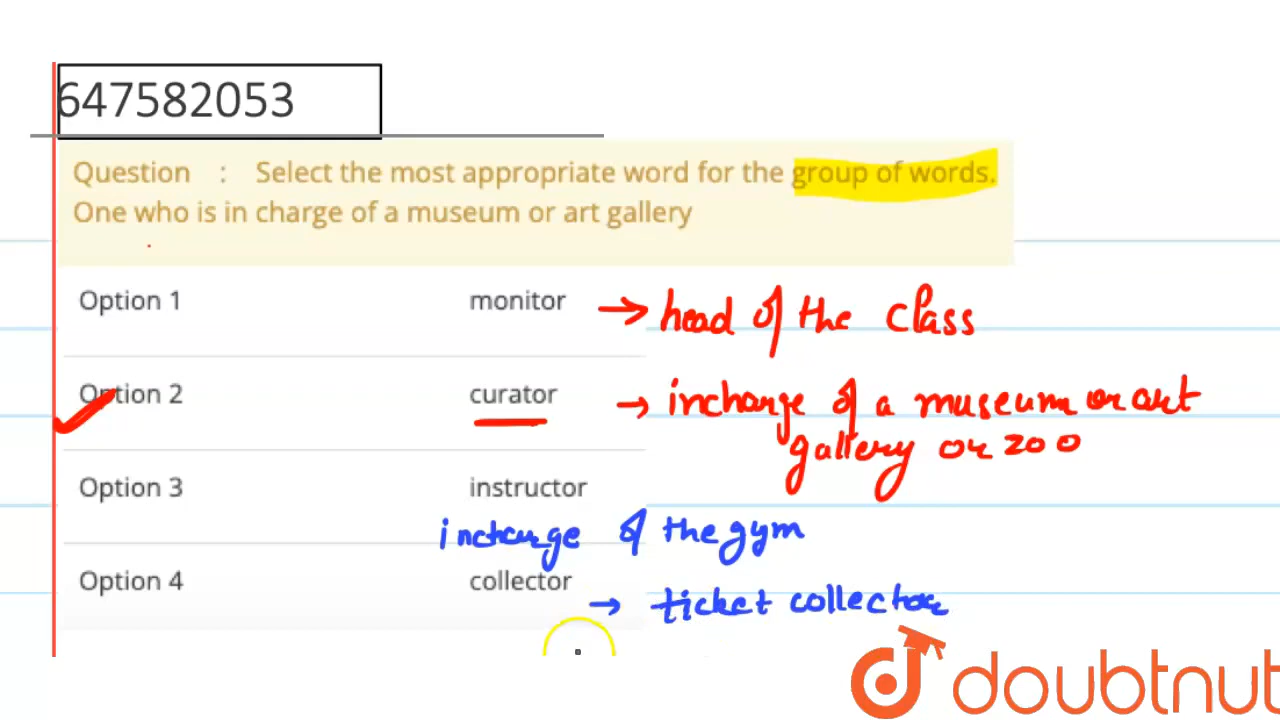 647582053
Question : Select the most appropriate word for the group of words.
One who is in charge of a museum or art gallery
Option 1 monitor → head of the class
Option 2 curator → incharge of a museum or art
gallery or zoo
Option 3 instructor
incharge of the gym
Option 4 collector
→ ticket collector
doubtnut